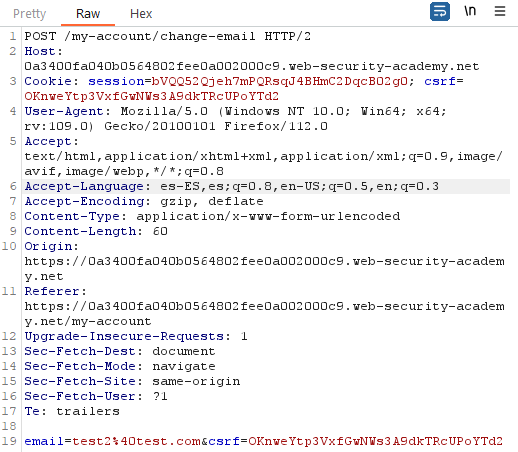 Pretty Raw Hex \n
1 POST /my-account/change-email HTTP/2
2 Host:
0a3400fa040b0564802fee0a002000c9.web-security-academy.net
3 Cookie: session=bVQQ52Qjeh7mPQRsqJ4BHmC2DqcB02g0; csrf=
OKnweYtp3VxfGwNWs3A9dkTRcUPoYTd2
4 User-Agent: Mozilla/5.0 (Windows NT 10.0; Win64; x64;
rv:109.0) Gecko/20100101 Firefox/112.0
5 Accept:
text/html,application/xhtml+xml,application/xml;q=0.9,image/
avif,image/webp,*/*;q=0.8
6 Accept-Language: es-ES,es;q=0.8,en-US;q=0.5,en;q=0.3
7 Accept-Encoding: gzip, deflate
8 Content-Type: application/x-www-form-urlencoded
9 Content-Length: 60
10 Origin:
https://0a3400fa040b0564802fee0a002000c9.web-security-academ
y.net
11 Referer:
https://0a3400fa040b0564802fee0a002000c9.web-security-academ
y.net/my-account
12 Upgrade-Insecure-Requests: 1
13 Sec-Fetch-Dest: document
14 Sec-Fetch-Mode: navigate
15 Sec-Fetch-Site: same-origin
16 Sec-Fetch-User: ?1
17 Te: trailers
18
19 email=test2%40test.com&csrf=OKnweYtp3VxfGwNWs3A9dkTRcUPoYTd2